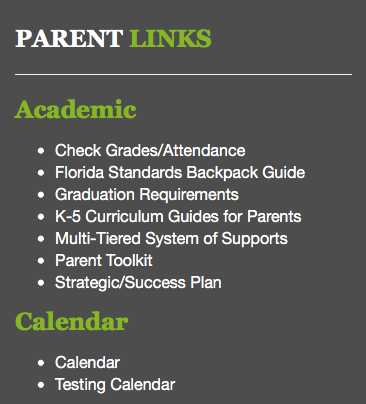 PARENT LINKS
Academic
Check Grades/Attendance
Florida Standards Backpack Guide
Graduation Requirements
K-5 Curriculum Guides for Parents
Multi-Tiered System of Supports
Parent Toolkit
Strategic/Success Plan
Calendar
Calendar
Testing Calendar